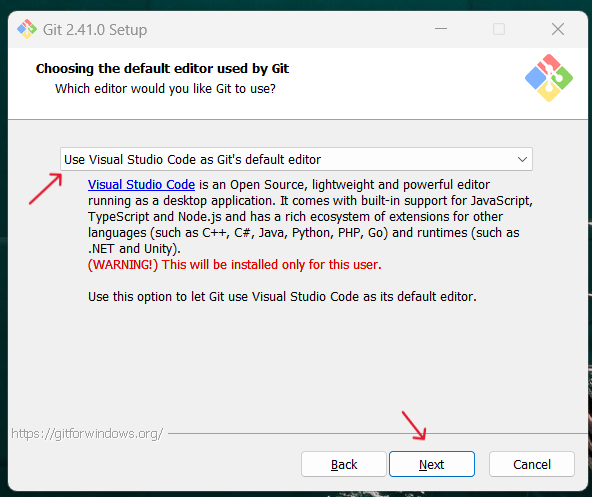 Git 2.41.0 Setup
Choosing the default editor used by Git
Which editor would you like Git to use?
Use Visual Studio Code as Git's default editor
Visual Studio Code is an Open Source, lightweight and powerful editor
running as a desktop application. It comes with built-in support for JavaScript,
TypeScript and Node.js and has a rich ecosystem of extensions for other
languages (such as C++, C#, Java, Python, PHP, Go) and runtimes (such as
.NET and Unity).
(WARNING!) This will be installed only for this user.
Use this option to let Git use Visual Studio Code as its default editor.
https://gitforwindows.org/
Back Next Cancel